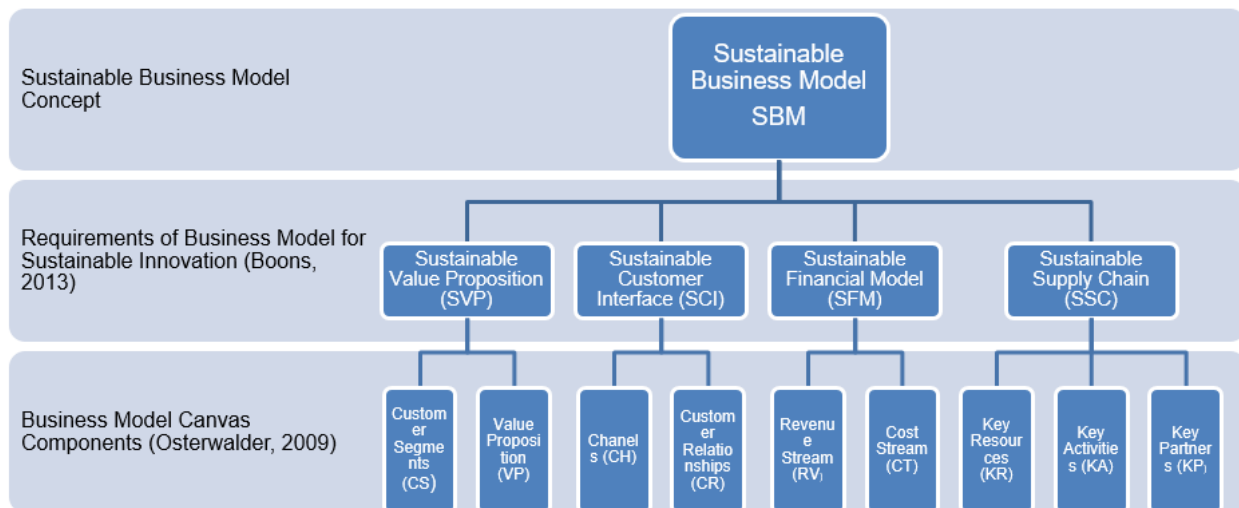 Sustainable Business Model
Concept
Sustainable
Business Model
SBM
Requirements of Business Model for
Sustainable Innovation (Boons,
2013)
Sustainable
Value Proposition
(SVP)
Sustainable
Customer
Interface (SCI)
Sustainable
Financial Model
(SFM)
Sustainable
Supply Chain
(SSC)
Business Model Canvas
Components (Osterwalder, 2009)
Custom
er
Segme
nts
(CS)
Value
Proposi
tion
(VP)
Chanel
s (CH)
Custom
er
Relatio
nships
(CR)
Revenu
e
Stream
(RV)
Cost
Stream
(CT)
Key
Resour
ces
(KR)
Key
Activitie
s (KA)
Key
Partner
s (KP)